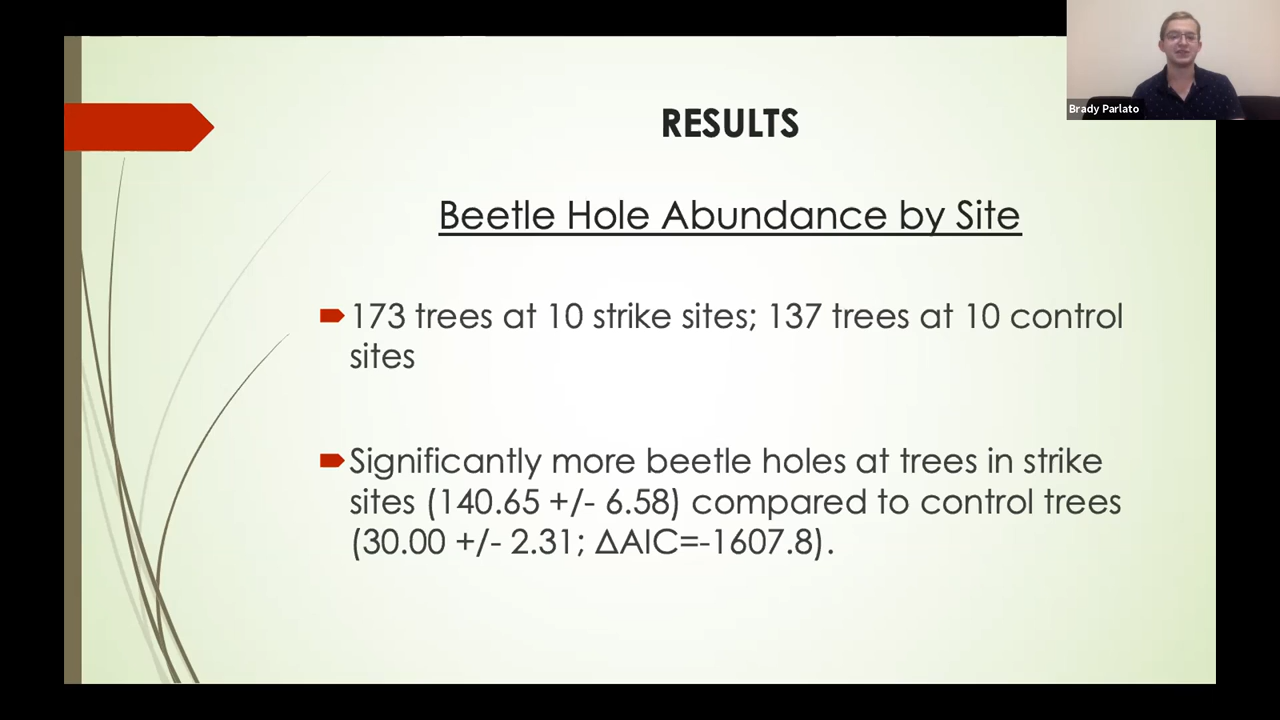 Brady Parlato
RESULTS
Beetle Hole Abundance by Site
173 trees at 10 strike sites; 137 trees at 10 control
sites
Significantly more beetle holes at trees in strike
sites (140.65 +/- 6.58) compared to control trees
(30.00 +/- 2.31; ΔAIC=-1607.8).